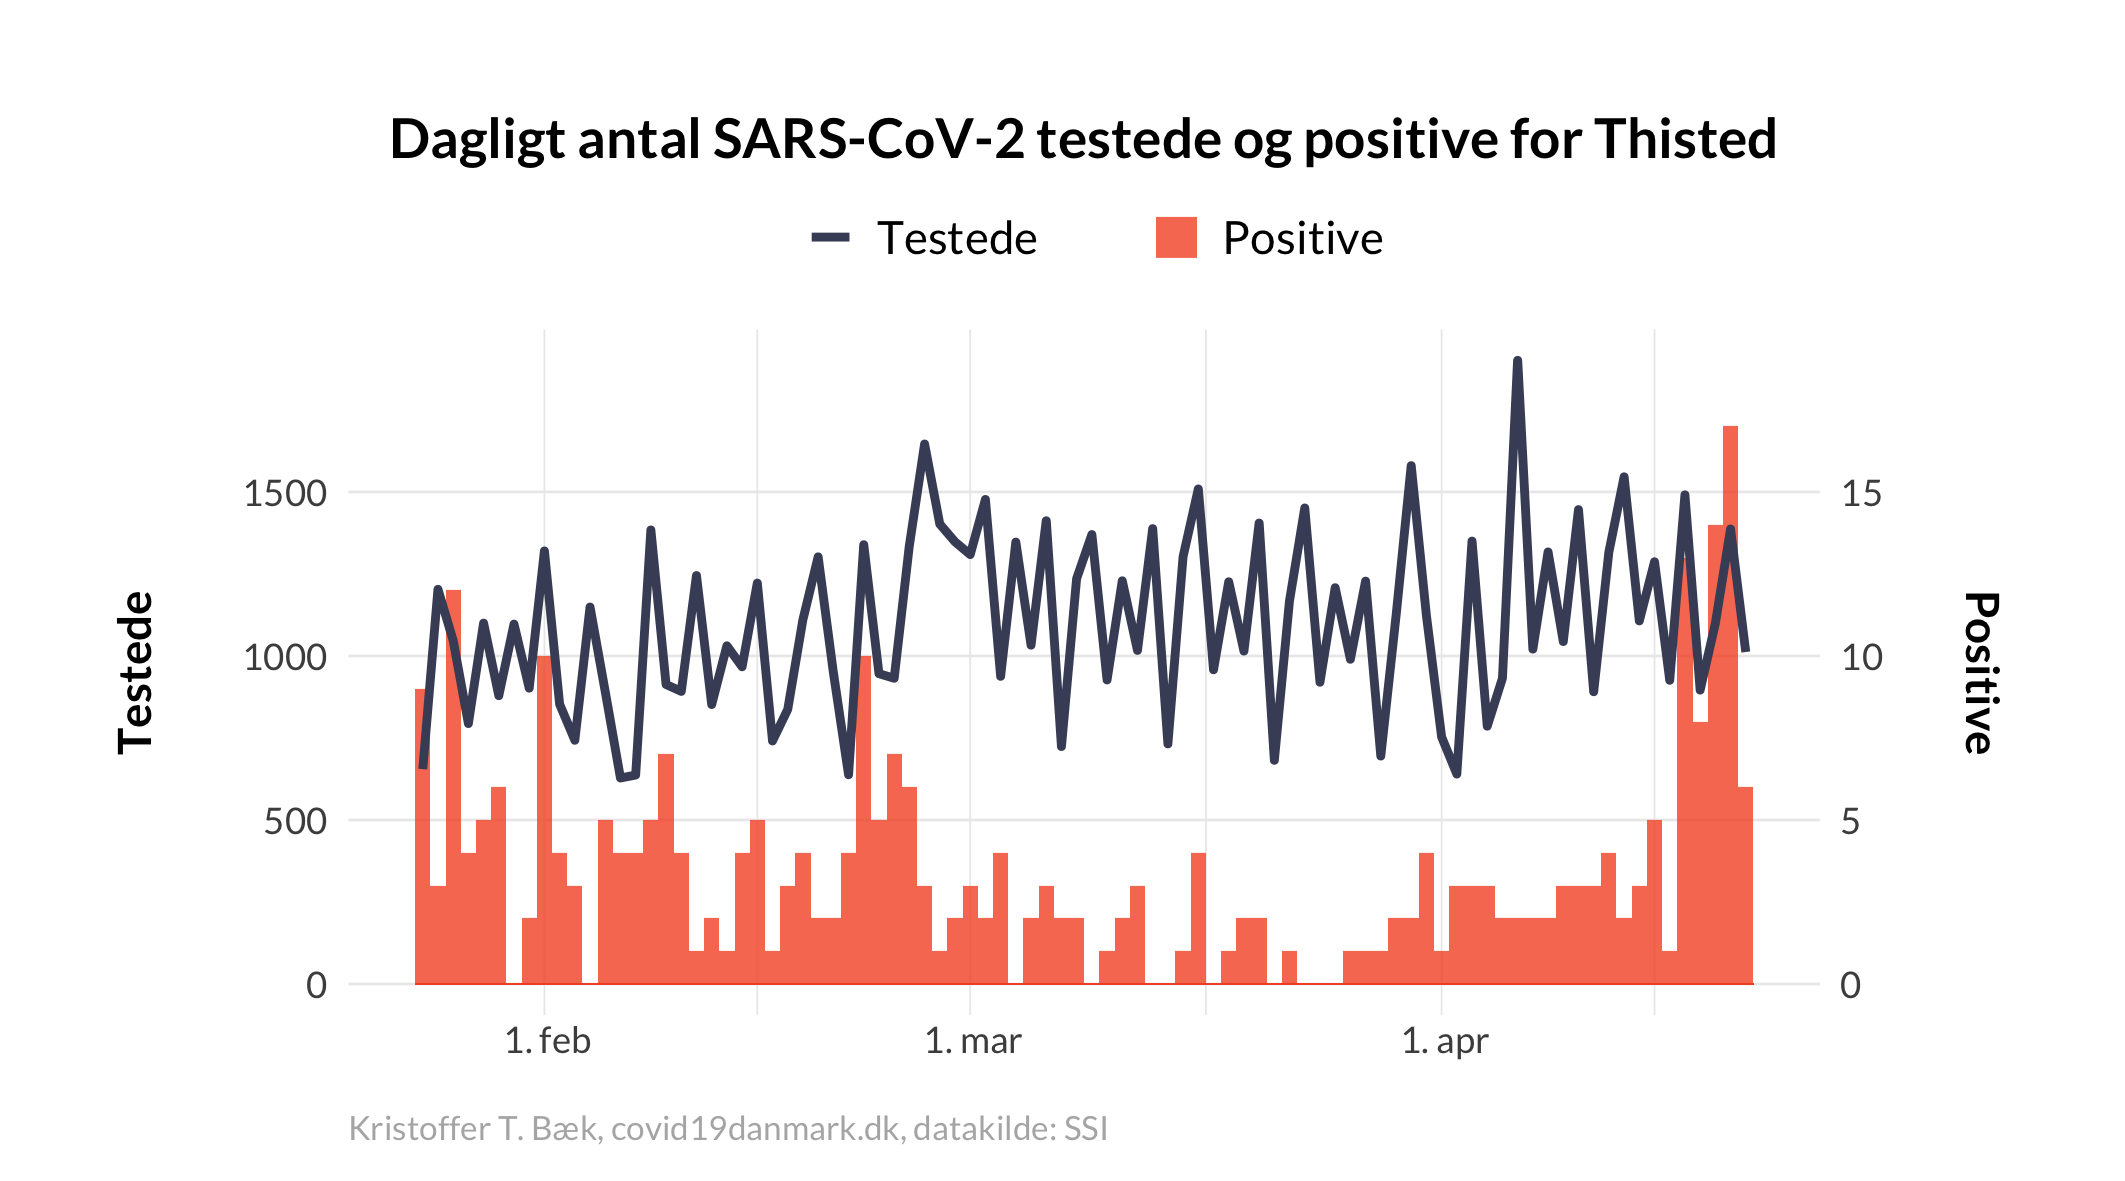 Dagligt antal SARS-CoV-2 testede og positive for Thisted
Testede Positive
1500 15
1000 10
500 5
0 0
Testede
Positive
1. feb 1. mar 1. apr
Kristoffer T. Bæk, covid19danmark.dk, datakilde: SSI